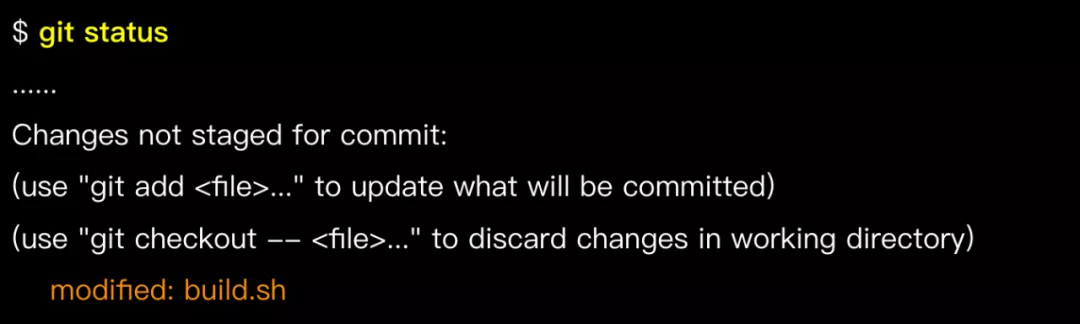 $ git status
......
Changes not staged for commit:
(use "git add <file>..." to update what will be committed)
(use "git checkout -- <file>..." to discard changes in working directory)
modified: build.sh